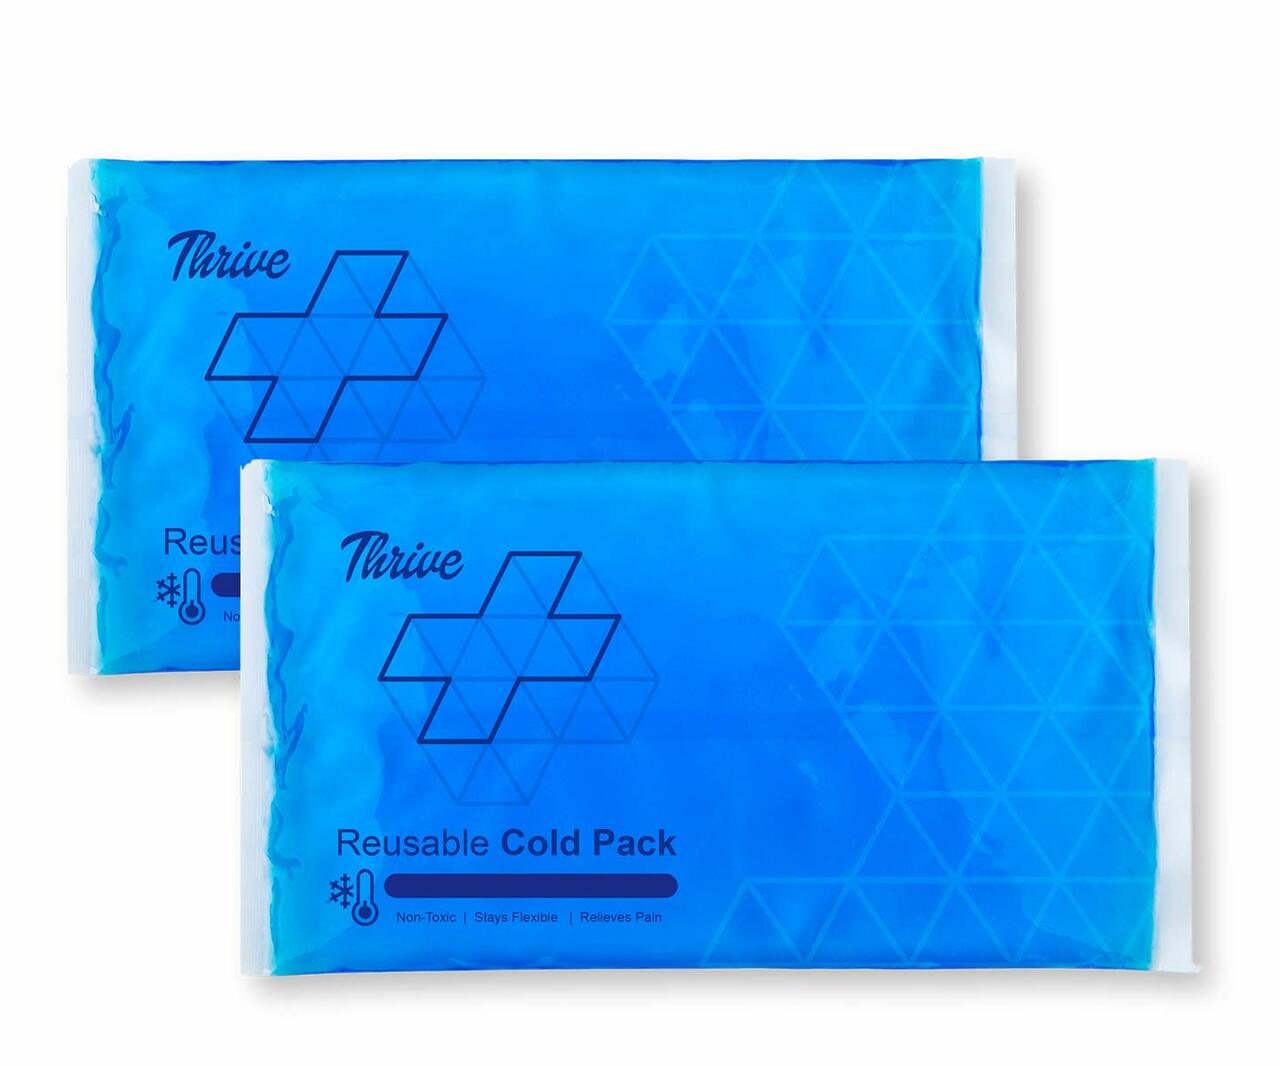 Thrive
Reus
No
Thrive
Reusable Cold Pack
Non-Toxic | Stays Flexible | Relieves Pain